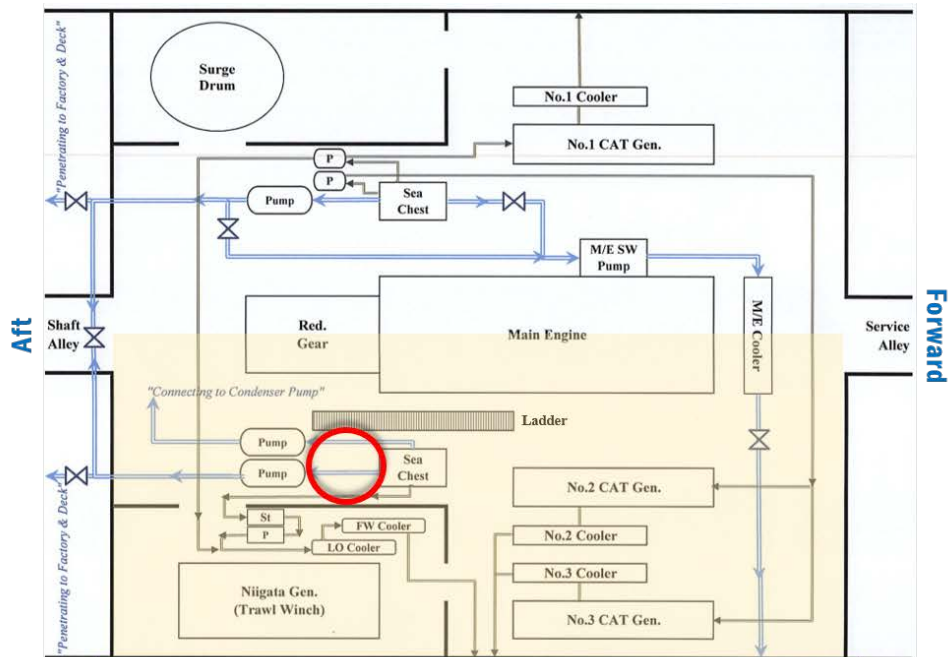 "Penetrating to Factory & Deck"
Surge
Drum
No.1 Cooler
No.1 CAT Gen.
P
P
Pump
Sea
Chest
M/E SW
Pump
Aft
Shaft
Alley
Red.
Gear
Main Engine
M/E Cooler
Service
Alley
Forward
"Connecting to Condenser Pump"
Ladder
Pump
Pump
Sea
Chest
"Penetrating to Factory & Deck"
St
P
FW Cooler
LO Cooler
Niigata Gen.
(Trawl Winch)
No.2 CAT Gen.
No.2 Cooler
No.3 Cooler
No.3 CAT Gen.